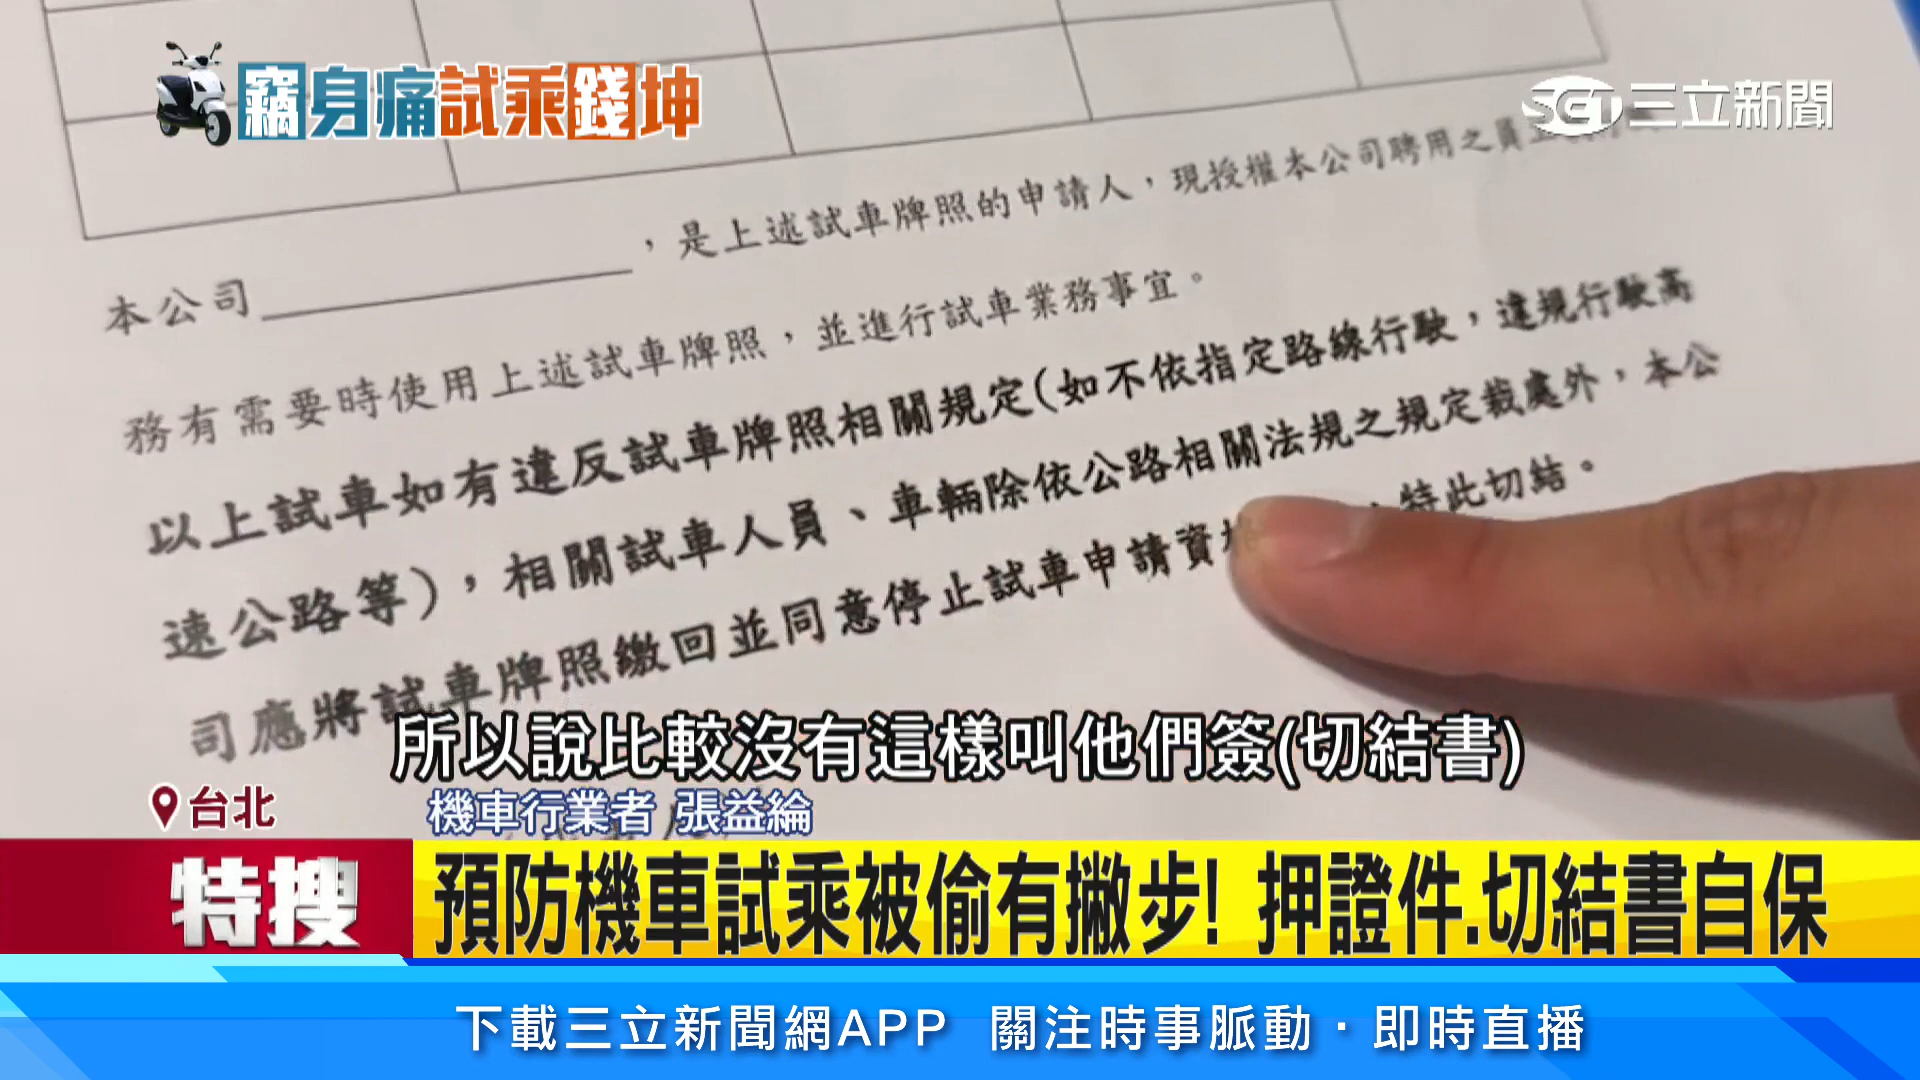 竊身痛試乘錢坤
SET三立新聞
本公司，是上述試車牌照的申請人，現授權本公司聘用之員
務有需要時使用上述試車牌照，並進行試車業務事宜。
以上試車如有違反試車牌照相關規定(如不依指定路線行駛，違規行駛高
速公路等)，相關試車人員、車輛除依公路相關法規之規定裁處外，本公
司應將試車牌照繳回並同意停止試車申請資 特此切結。
所以說比較沒有這樣叫他們簽(切結書)
台北
機車行業者 張益綸
特搜
預防機車試乘被偷有撇步! 押證件.切結書自保
下載三立新聞網APP 關注時事脈動・即時直播